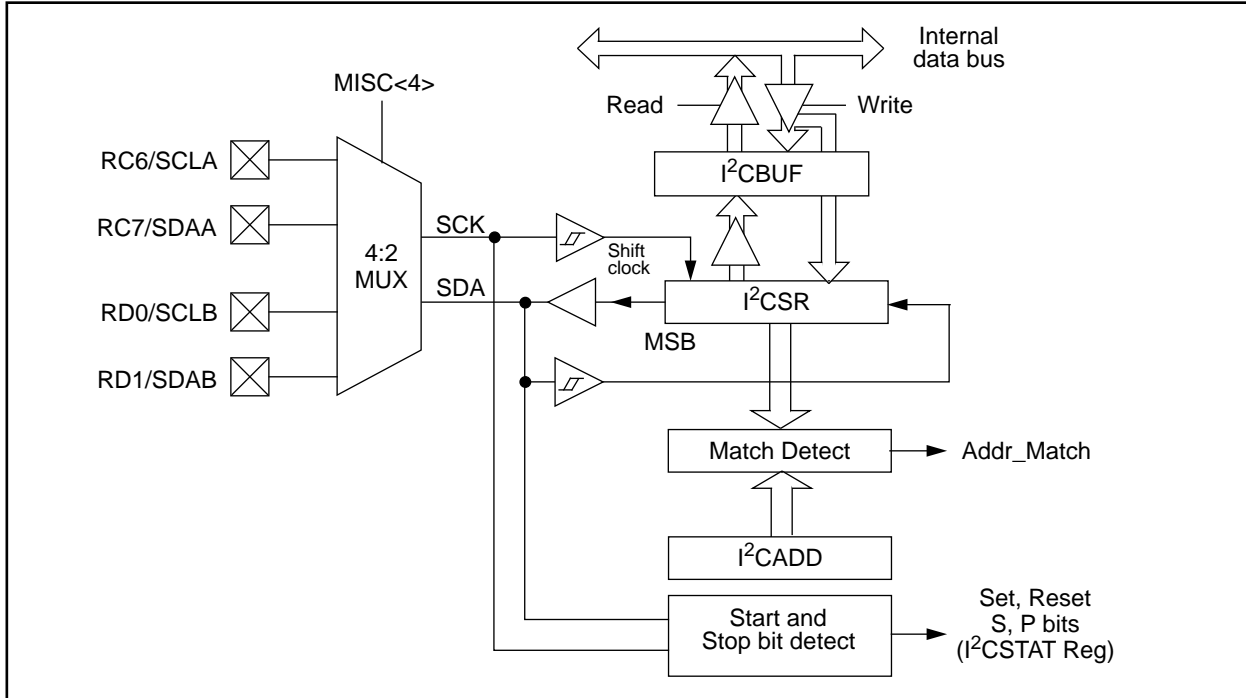 Internal
data bus
MISC<4>
Read
Write
RC6/SCLA
I²CBUF
RC7/SDAA
SCK
Shift
clock
4:2
MUX
SDA
I²CSR
RD0/SCLB
MSB
RD1/SDAB
Match Detect
Addr_Match
I²CADD
Start and
Stop bit detect
Set, Reset
S, P bits
(I²CSTAT Reg)